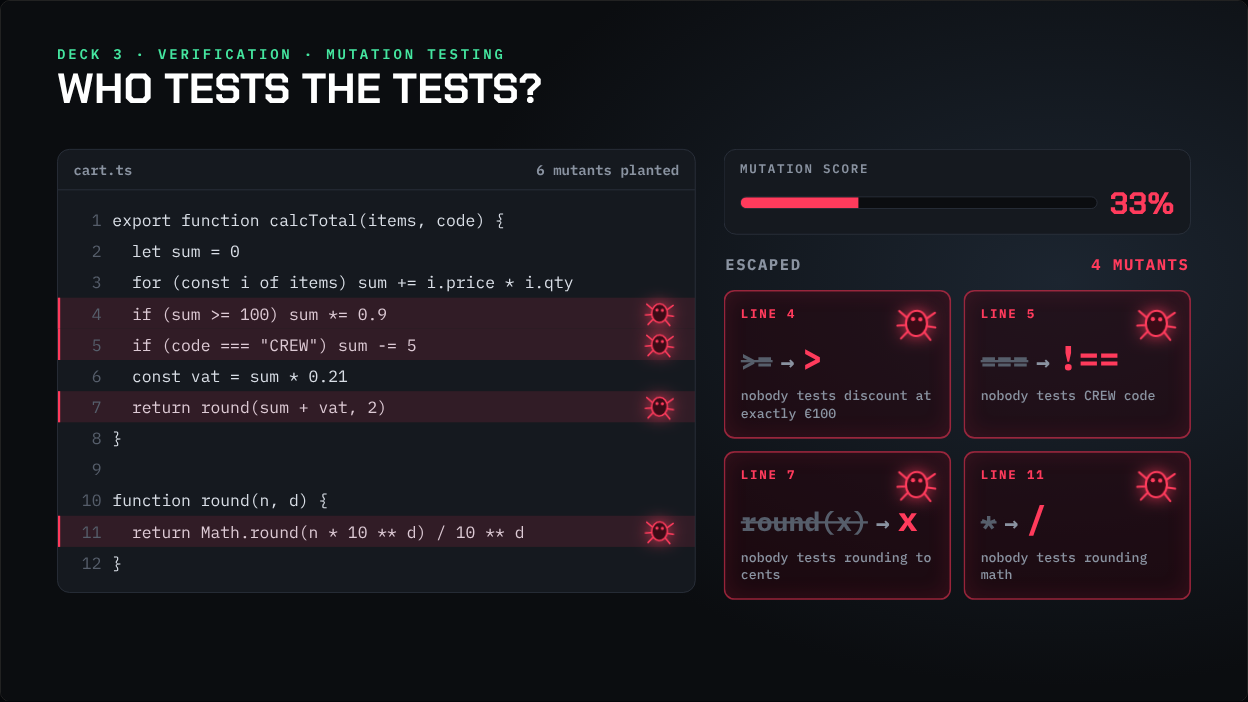 DECK 3 · VERIFICATION · MUTATION TESTING
WHO TESTS THE TESTS?
cart.ts
6 mutants planted
1 export function calcTotal(items, code) {
2 let sum = 0
3 for (const i of items) sum += i.price * i.qty
4 if (sum >= 100) sum *= 0.9
5 if (code === "CREW") sum -= 5
6 const vat = sum * 0.21
7 return round(sum + vat, 2)
8 }
9
10 function round(n, d) {
11 return Math.round(n * 10 ** d) / 10 ** d
12 }
MUTATION SCORE
33%
ESCAPED
4 MUTANTS
LINE 4
>= → >
nobody tests discount at
exactly €100
LINE 5
=== → !==
nobody tests CREW code
LINE 7
round(x) → x
nobody tests rounding to
cents
LINE 11
* → /
nobody tests rounding
math